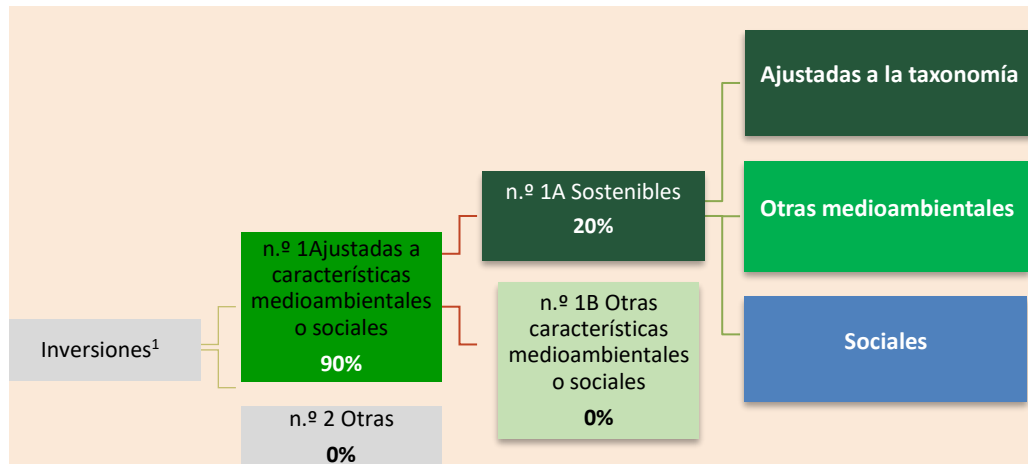 Inversiones¹
n.º 1Ajustadas a
características
medioambientales
o sociales
90%
n.º 2 Otras
0%
n.º 1A Sostenibles
20%
n.º 1B Otras
características
medioambientales
o sociales
0%
Ajustadas a la taxonomía
Otras medioambientales
Sociales